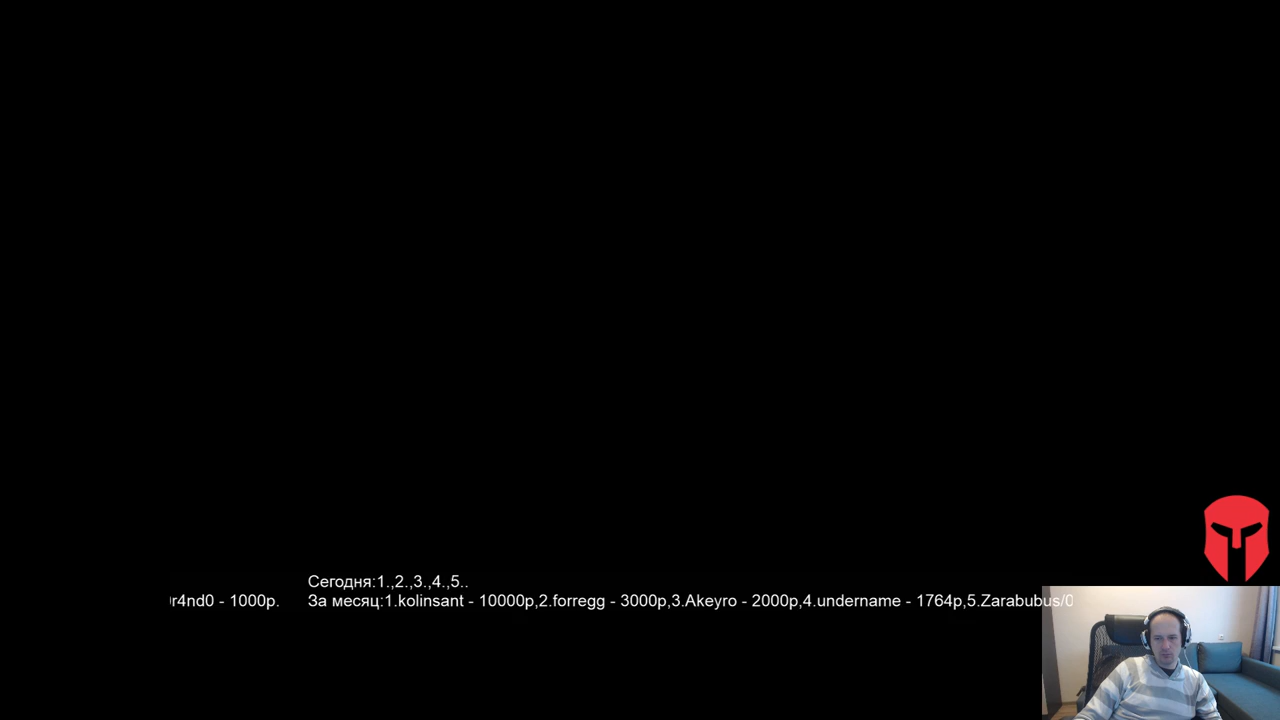 Сегодня:1.,2.,3.,4.,5..
r4nd0 - 1000р. За месяц:1.kolinsant - 10000р,2.forregg - 3000р,3.Akeyro - 2000р,4.undername - 1764р,5.Zarabubus/0